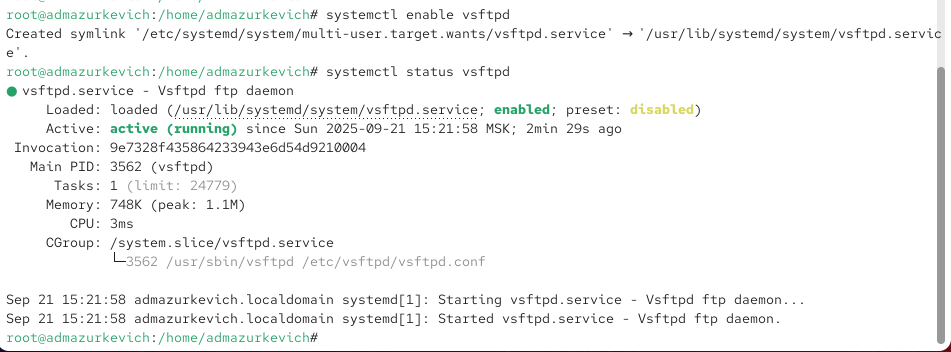 root@admazurkevich:/home/admazurkevich# systemctl enable vsftpd
Created symlink '/etc/systemd/system/multi-user.target.wants/vsftpd.service' → '/usr/lib/systemd/system/vsftpd.servic
e'.
root@admazurkevich:/home/admazurkevich# systemctl status vsftpd
● vsftpd.service - Vsftpd ftp daemon
Loaded: loaded (/usr/lib/systemd/system/vsftpd.service; enabled; preset: disabled)
Active: active (running) since Sun 2025-09-21 15:21:58 MSK; 2min 29s ago
Invocation: 9e7328f435864233943e6d54d9210004
Main PID: 3562 (vsftpd)
Tasks: 1 (limit: 24779)
Memory: 748K (peak: 1.1M)
CPU: 3ms
CGroup: /system.slice/vsftpd.service
└─3562 /usr/sbin/vsftpd /etc/vsftpd/vsftpd.conf
Sep 21 15:21:58 admazurkevich.localdomain systemd[1]: Starting vsftpd.service - Vsftpd ftp daemon...
Sep 21 15:21:58 admazurkevich.localdomain systemd[1]: Started vsftpd.service - Vsftpd ftp daemon.
root@admazurkevich:/home/admazurkevich#